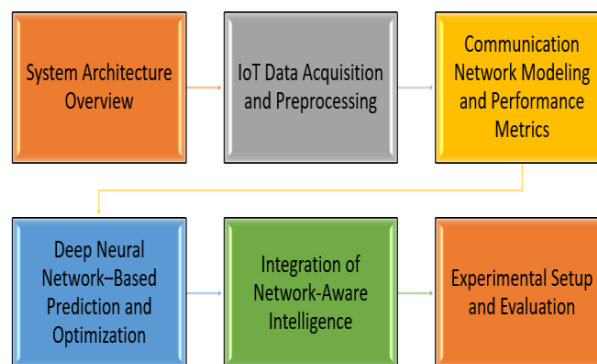 System Architecture
Overview
IoT Data Acquisition
and Preprocessing
Communication
Network Modeling
and Performance
Metrics
Deep Neural
Network–Based
Prediction and
Optimization
Integration of
Network-Aware
Intelligence
Experimental Setup
and Evaluation